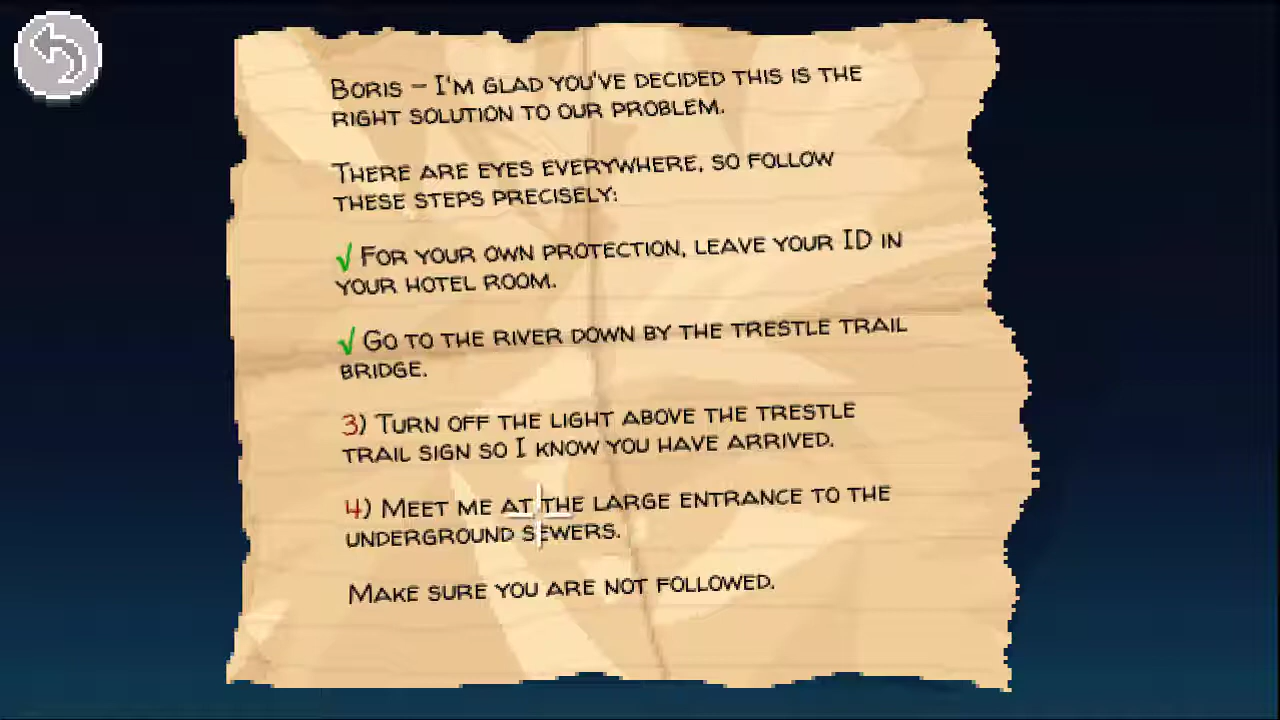 Boris – I'm glad you've decided this is the
right solution to our problem.
There are eyes everywhere, so follow
these steps precisely:
√ For your own protection, leave your ID in
your hotel room.
√ Go to the river down by the trestle trail
bridge.
3) Turn off the light above the trestle
trail sign so I know you have arrived.
4) Meet me at the large entrance to the
underground sewers.
Make sure you are not followed.